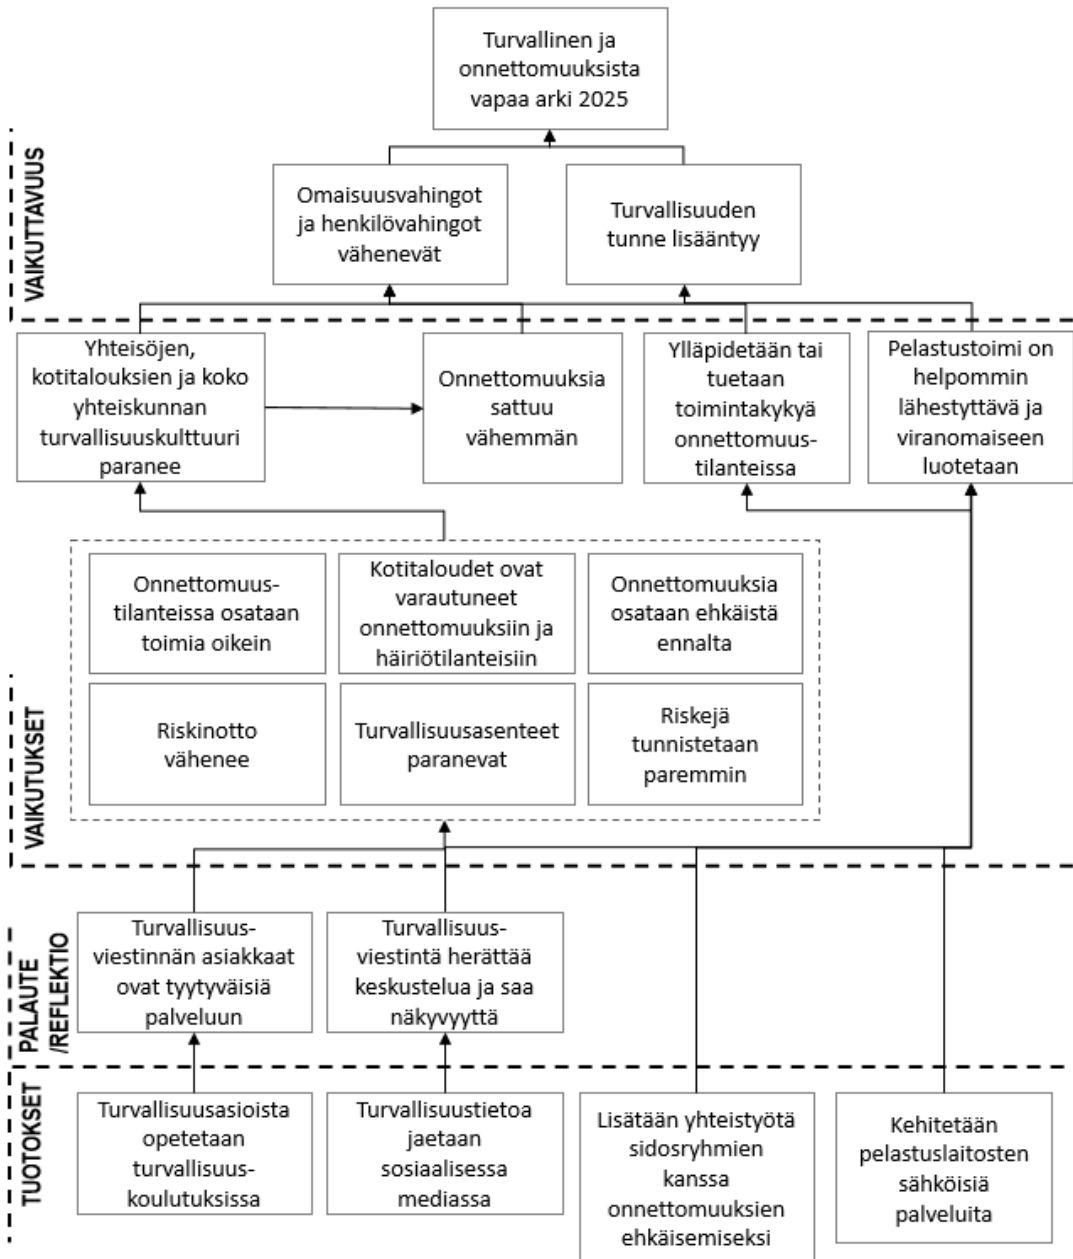 Turvallinen ja
onnettomuuksista
vapaa arki 2025
VAIKUTTAVUUS
Omaisuusvahingot
ja henkilövahingot
vähenevät
Turvallisuuden
tunne lisääntyy
Yhteisöjen,
kotitalouksien ja koko
yhteiskunnan
turvallisuuskulttuuri
paranee
Onnettomuuksia
sattuu
vähemmän
Ylläpidetään tai
tuetaan
toimintakykyä
onnettomuus-
tilanteissa
Pelastustoimi on
helpommin
lähestyttävä ja
viranomaiseen
luotetaan
VAIKUTUKSET
Onnettomuus-
tilanteissa osataan
toimia oikein
Kotitaloudet ovat
varautuneet
onnettomuuksiin ja
häiriötilanteisiin
Onnettomuuksia
osataan ehkäistä
ennalta
Riskinotto
vähenee
Turvallisuusasenteet
paranevat
Riskejä
tunnistetaan
paremmin
PALAUTE
/REFLEKTIO
Turvallisuus-
viestinnän asiakkaat
ovat tyytyväisiä
palveluun
Turvallisuus-
viestintä herättää
keskustelua ja saa
näkyvyyttä
TUOTOKSET
Turvallisuusasioista
opetetaan
turvallisuus-
koulutuksissa
Turvallisuustietoa
jaetaan
sosiaalisessa
mediassa
Lisätään yhteistyötä
sidosryhmien
kanssa
onnettomuuksien
ehkäisemiseksi
Kehitetään
pelastuslaitosten
sähköisiä
palveluita